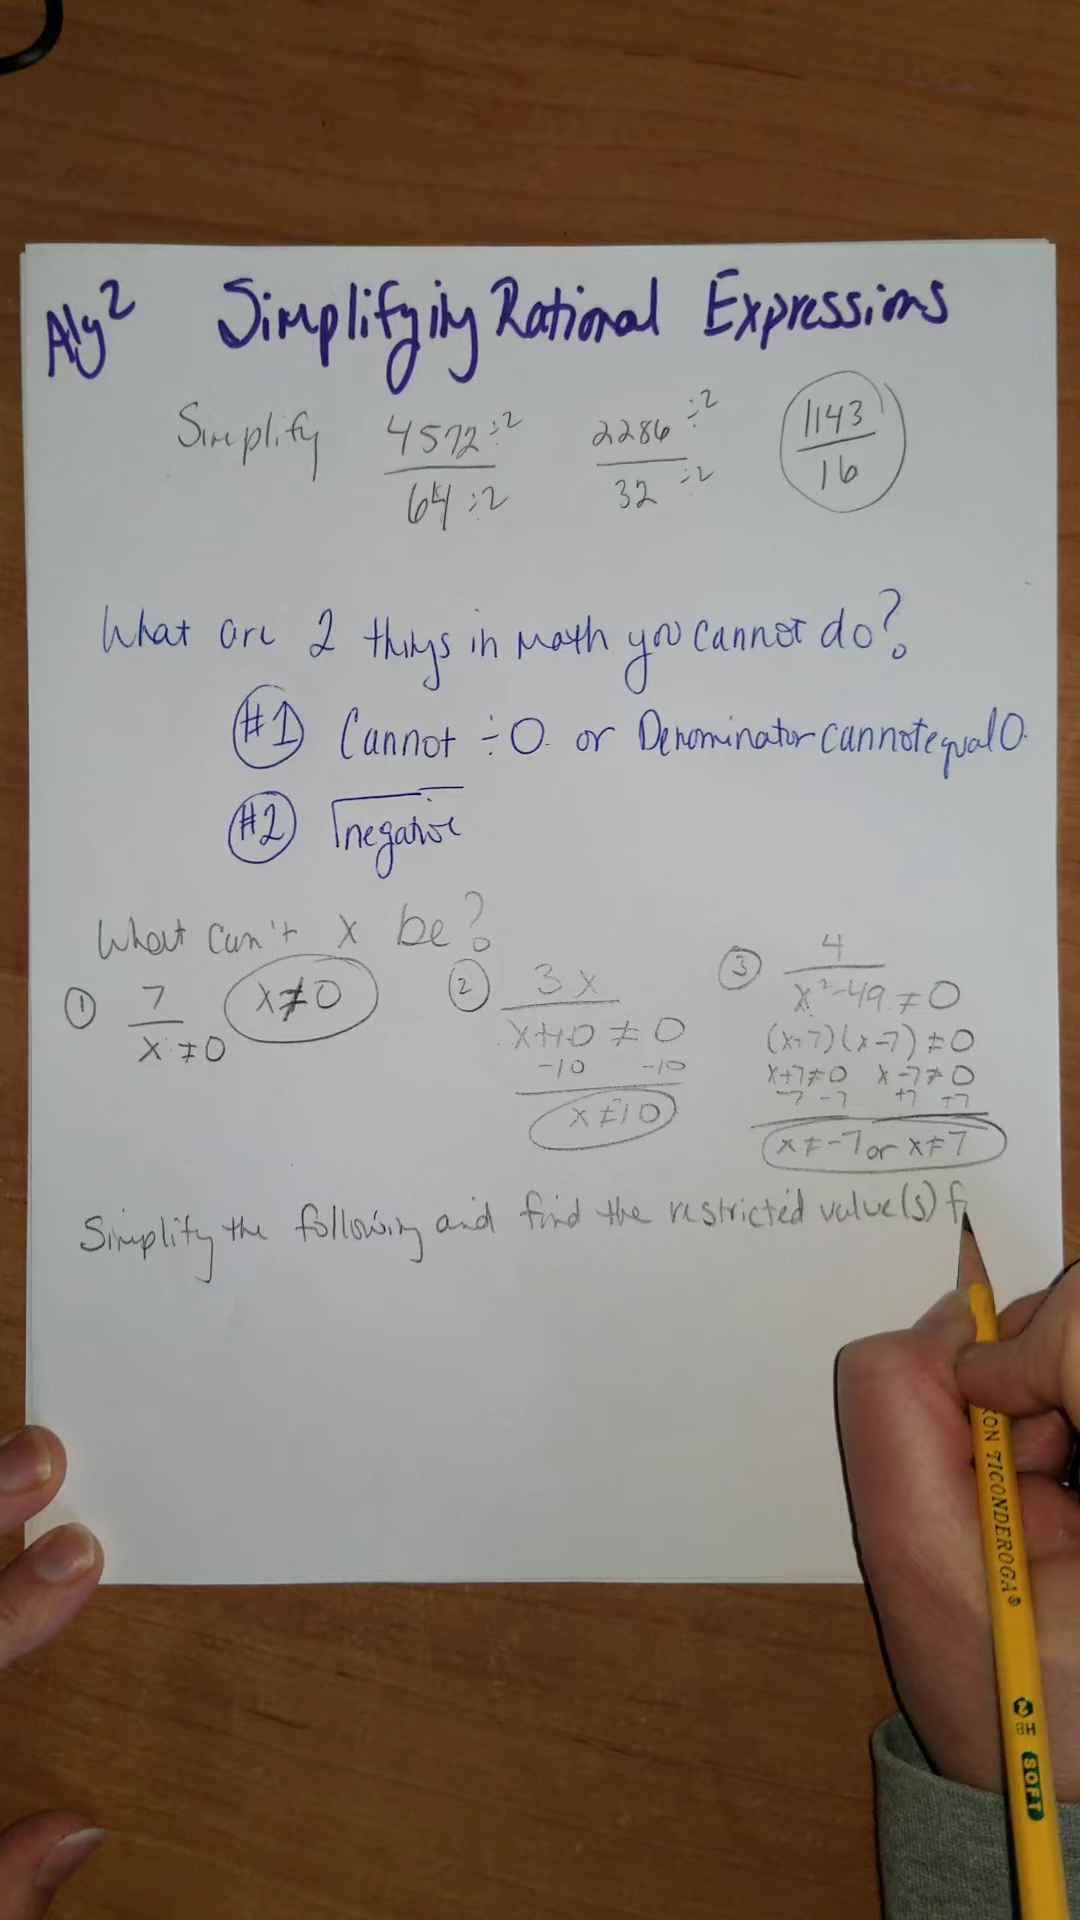 Alg 2 Simplifying Rational Expressions
Simplify 4572÷2/64÷2 2286÷2/32÷2 1143/16
What are 2 things in math you cannot do?
#1 Cannot ÷0. or Denominator cannot equal 0.
#2 √negative
What can't x be?
① 7/x ≠0 x≠0
② 3x/x+10 ≠ 0
-10 -10
x≠10
③ 4/x²-49 ≠ 0
(x+7)(x-7) ≠ 0
x+7≠0 x-7≠0
-7 -7 +7 +7
x≠-7 or x≠7
Simplify the following and find the restricted value(s) f
DIXON TICONDEROGA®
2 HB SOFT